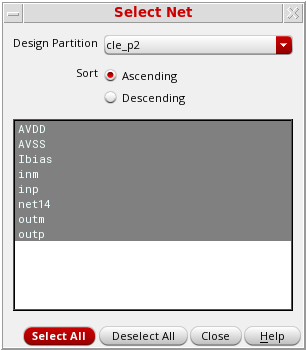 Select Net
Design Partition cle_p2
Sort Ascending
Descending
AVDD
AVSS
Ibias
inm
inp
net14
outm
outp
Select All Deselect All Close Help